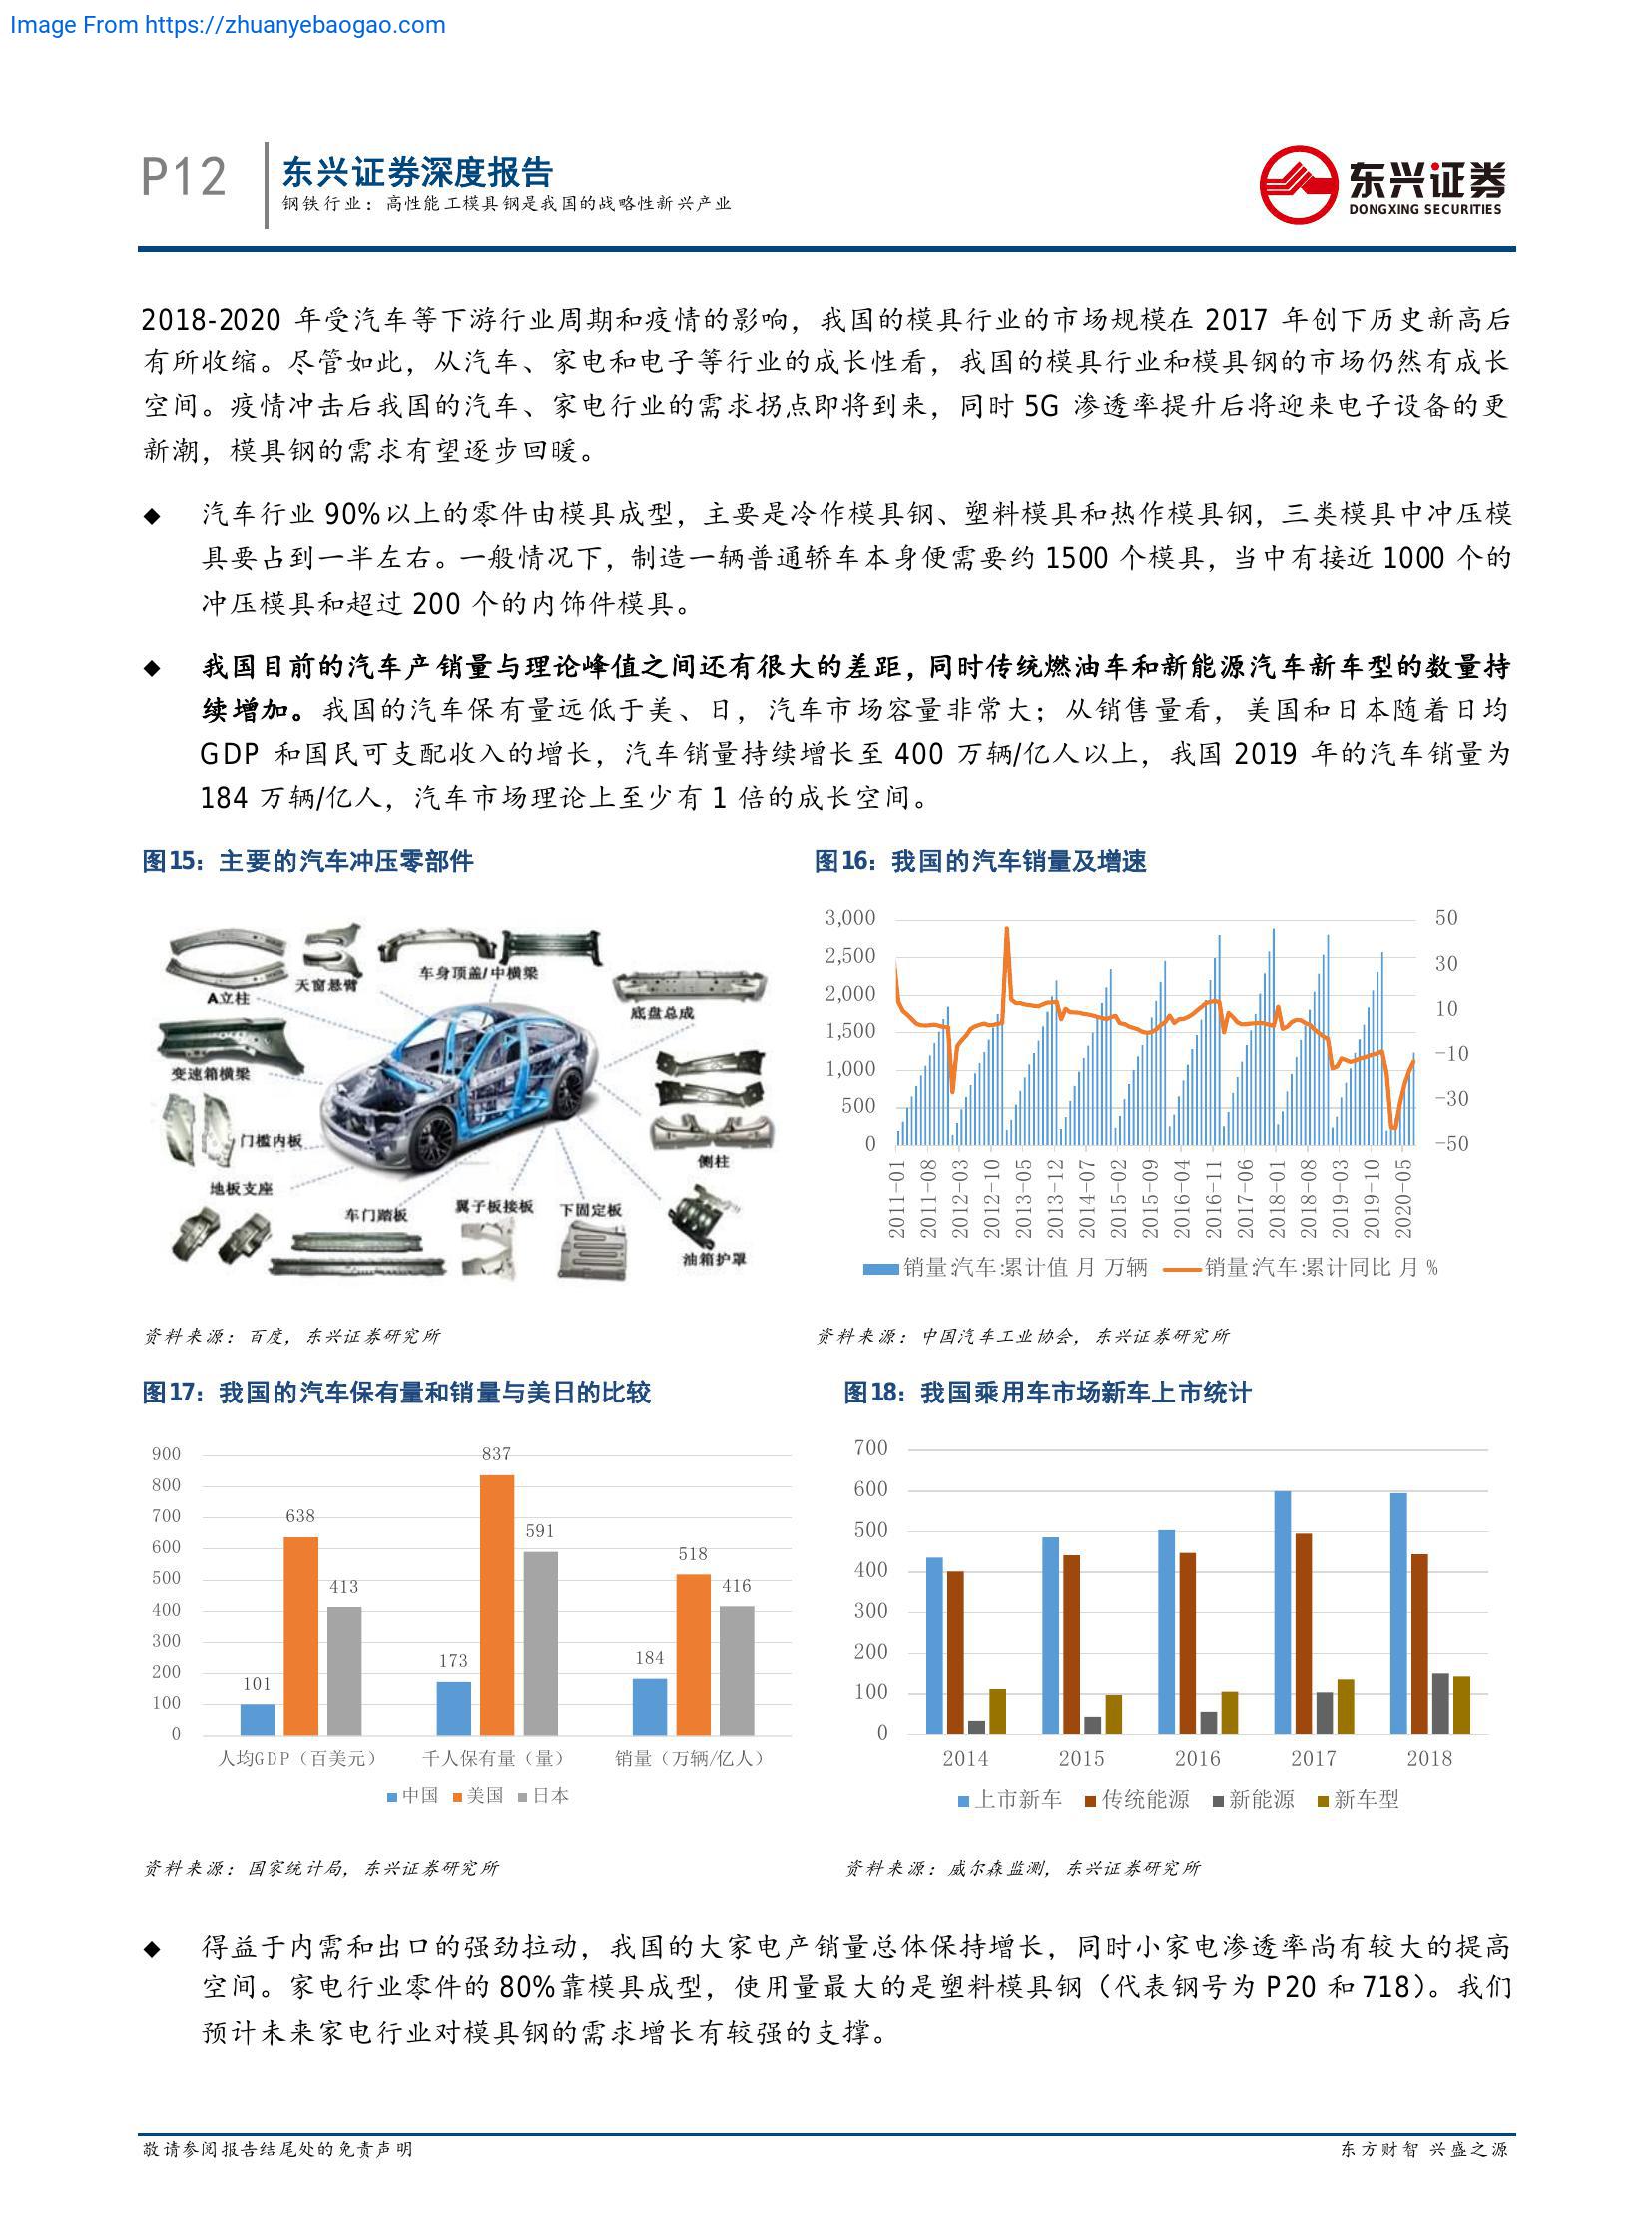 Image From https://zhuanyebaogao.com
P12
东兴证券深度报告
钢铁行业：高性能工模具钢是我国的战略性新兴产业
东兴证券
DONGXING SECURITIES
2018-2020 年受汽车等下游行业周期和疫情的影响，我国的模具行业的市场规模在 2017 年创下历史新高后
有所收缩。尽管如此，从汽车、家电和电子等行业的成长性看，我国的模具行业和模具钢的市场仍然有成长
空间。疫情冲击后我国的汽车、家电行业的需求拐点即将到来，同时 5G 渗透率提升后将迎来电子设备的更
新潮，模具钢的需求有望逐步回暖。
◆ 汽车行业 90%以上的零件由模具成型，主要是冷作模具钢、塑料模具和热作模具钢，三类模具中冲压模
具要占到一半左右。一般情况下，制造一辆普通轿车本身便需要约 1500 个模具，当中有接近 1000 个的
冲压模具和超过 200 个的内饰件模具。
◆ 我国目前的汽车产销量与理论峰值之间还有很大的差距，同时传统燃油车和新能源汽车新车型的数量持
续增加。我国的汽车保有量远低于美、日，汽车市场容量非常大；从销售量看，美国和日本随着日均
GDP 和国民可支配收入的增长，汽车销量持续增长至 400 万辆/亿人以上，我国 2019 年的汽车销量为
184 万辆/亿人，汽车市场理论上至少有 1 倍的成长空间。
图15：主要的汽车冲压零部件
A立柱
天窗悬臂
车身顶盖/中横梁
底盘总成
变速箱横梁
门槛内板
侧柱
地板支座
车门踏板
翼子板接板
下固定板
油箱护罩
资料来源：百度，东兴证券研究所
图16：我国的汽车销量及增速
3,000
2,500
2,000
1,500
1,000
500
0
50
30
10
-10
-30
-50
2011-01
2011-08
2012-03
2012-10
2013-05
2013-12
2014-07
2015-02
2015-09
2016-04
2016-11
2017-06
2018-01
2018-08
2019-03
2019-10
2020-05
销量:汽车:累计值 月 万辆
销量:汽车:累计同比 月 %
资料来源：中国汽车工业协会，东兴证券研究所
图17：我国的汽车保有量和销量与美日的比较
900
800
700
600
500
400
300
200
100
0
101
638
413
173
837
591
184
518
416
人均GDP（百美元）
千人保有量（量）
销量（万辆/亿人）
中国 美国 日本
资料来源：国家统计局，东兴证券研究所
图18：我国乘用车市场新车上市统计
700
600
500
400
300
200
100
0
2014 2015 2016 2017 2018
上市新车 传统能源 新能源 新车型
资料来源：威尔森监测，东兴证券研究所
◆ 得益于内需和出口的强劲拉动，我国的大家电产销量总体保持增长，同时小家电渗透率尚有较大的提高
空间。家电行业零件的 80%靠模具成型，使用量最大的是塑料模具钢（代表钢号为 P20 和 718）。我们
预计未来家电行业对模具钢的需求增长有较强的支撑。
敬请参阅报告结尾处的免责声明
东方财智 兴盛之源